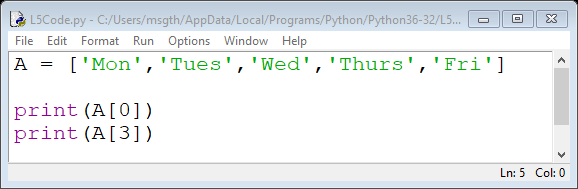 L5Code.py - C:/Users/msgth/AppData/Local/Programs/Python/Python36-32/L5...
File Edit Format Run Options Window Help
A = ['Mon','Tues','Wed','Thurs','Fri']
print(A[0])
print(A[3])
Ln: 5 Col: 0